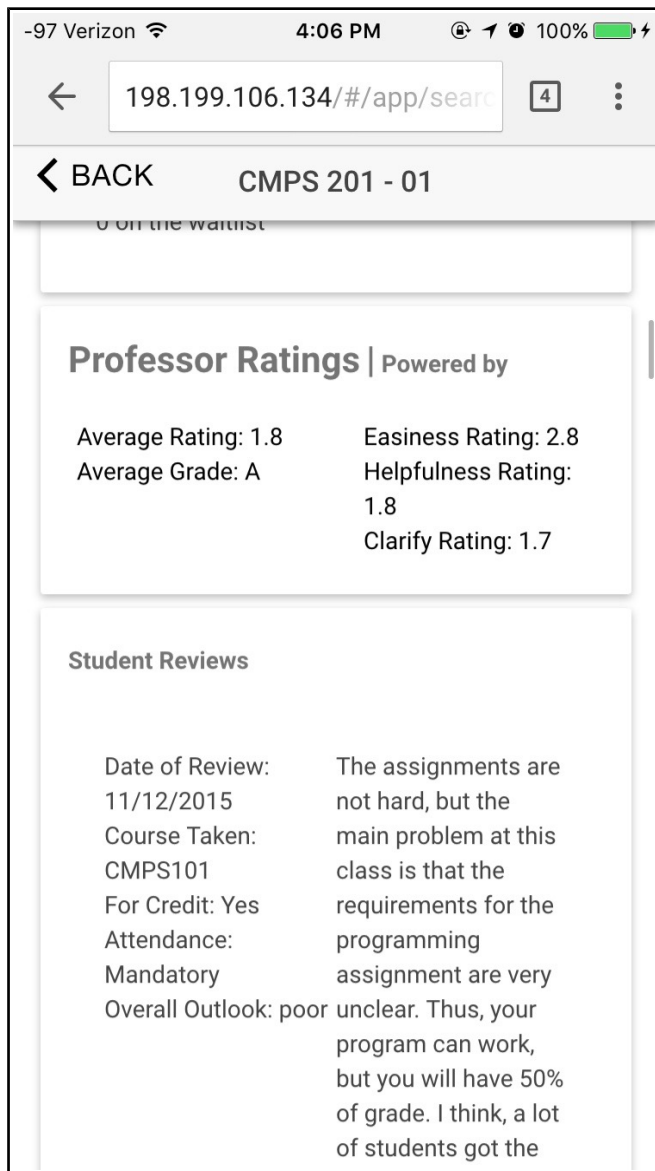 -97 Verizon 4:06 PM 100%
198.199.106.134/#/app/searc 4
BACK CMPS 201 - 01
0 on the waitlist
Professor Ratings | Powered by
Average Rating: 1.8
Average Grade: A
Easiness Rating: 2.8
Helpfulness Rating:
1.8
Clarify Rating: 1.7
Student Reviews
Date of Review:
11/12/2015
Course Taken:
CMPS101
For Credit: Yes
Attendance:
Mandatory
Overall Outlook: poor
The assignments are
not hard, but the
main problem at this
class is that the
requirements for the
programming
assignment are very
unclear. Thus, your
program can work,
but you will have 50%
of grade. I think, a lot
of students got the